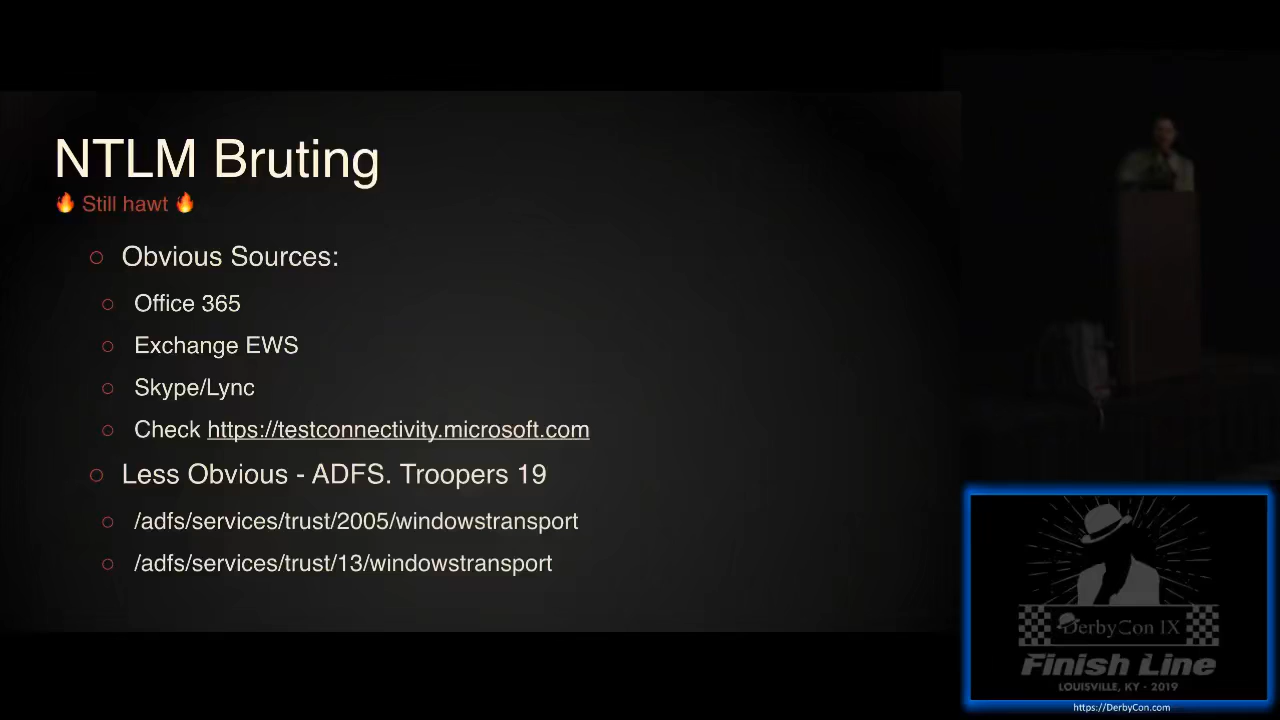 NTLM Bruting
🔥 Still hawt 🔥
Obvious Sources:
Office 365
Exchange EWS
Skype/Lync
Check https://testconnectivity.microsoft.com
Less Obvious - ADFS. Troopers 19
/adfs/services/trust/2005/windowstransport
/adfs/services/trust/13/windowstransport
DerbyCon IX
Finish Line
LOUISVILLE, KY - 2019
https://DerbyCon.com